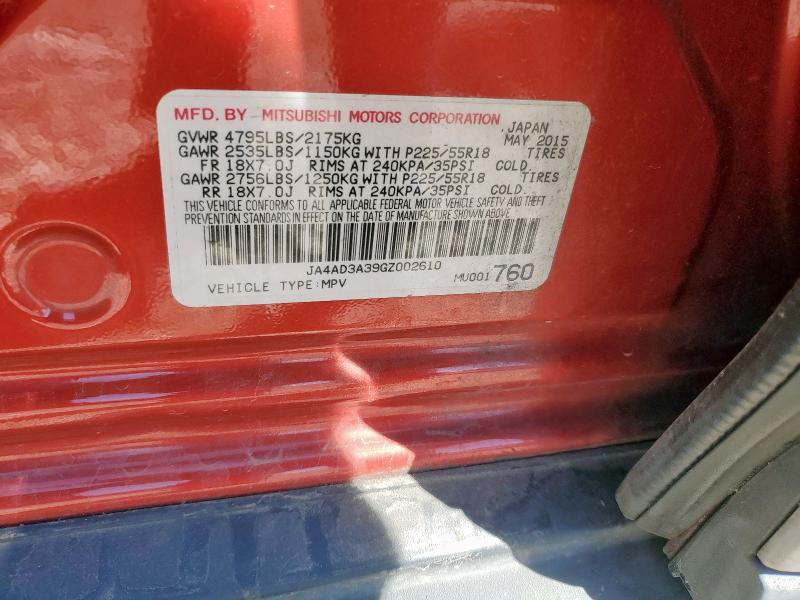 MFD. BY MITSUBISHI MOTORS CORPORATION
, JAPAN
GVWR 4795LBS/2175KG MAY 2015
GAWR 2535LBS/1150KG WITH P225/55R18 TIRES
FR 18X7.0J RIMS AT 240KPA/35PSI COLD.
GAWR 2756LBS/1250KG WITH P225/55R18 TIRES
RR 18X7.0J RIMS AT 240KPA/35PSI COLD.
THIS VEHICLE CONFORMS TO ALL APPLICABLE FEDERAL MOTOR VEHICLE SAFETY AND THEFT
PREVENTION STANDARDS IN EFFECT ON THE DATE OF MANUFACTURE SHOWN ABOVE.
JA4AD3A39GZ002610
VEHICLE TYPE:MPV MU001760